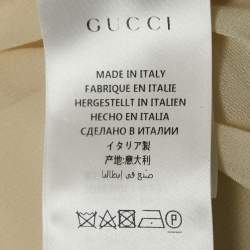 GUCCI
MADE IN ITALY
FABRIQUE EN ITALIE
HERGESTELLT IN ITALIEN
HECHO EN ITALIA
СДЕЛАНО В ИТАЛИИ
イタリア製
产地:意大利
صنع في إيطاليا
P